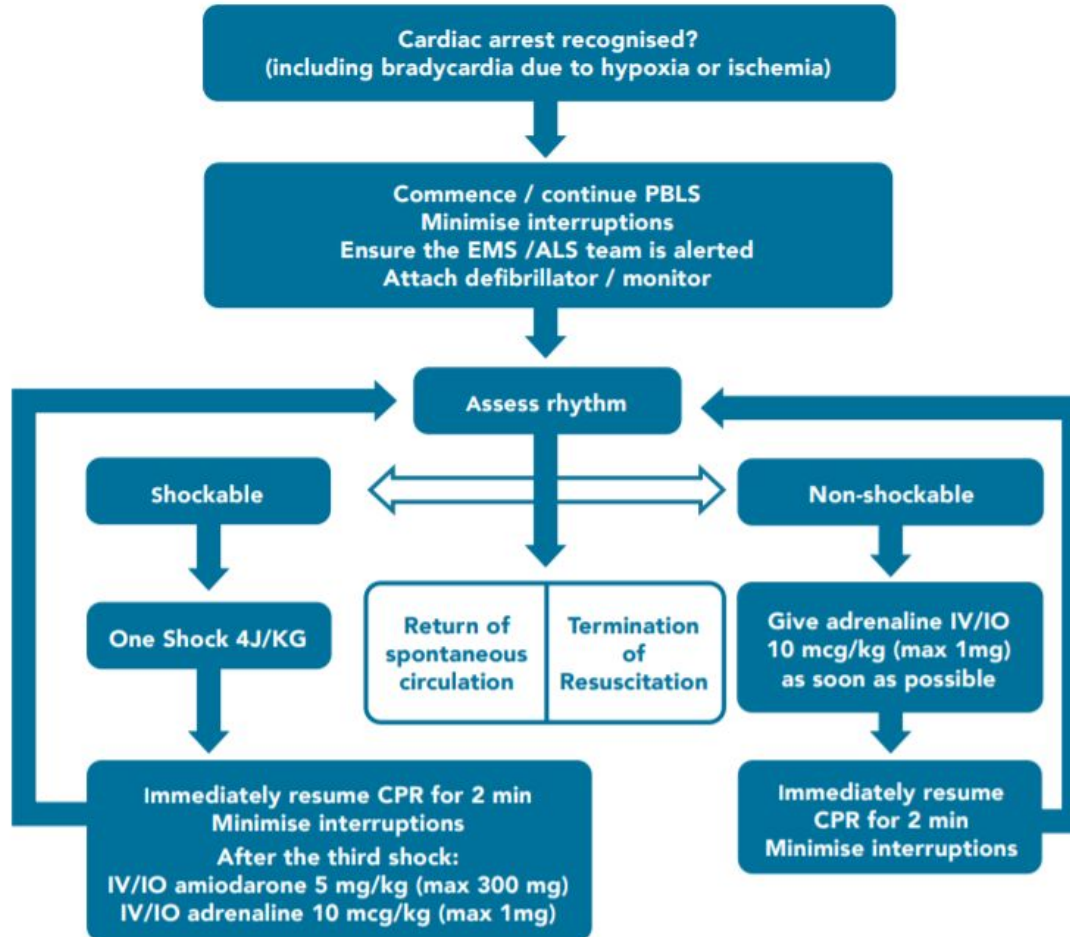 Cardiac arrest recognised?
(including bradycardia due to hypoxia or ischemia)
Commence / continue PBLS
Minimise interruptions
Ensure the EMS /ALS team is alerted
Attach defibrillator / monitor
Assess rhythm
Shockable
Non-shockable
One Shock 4J/KG
Return of
spontaneous
circulation
Termination
of
Resuscitation
Give adrenaline IV/IO
10 mcg/kg (max 1mg)
as soon as possible
Immediately resume CPR for 2 min
Minimise interruptions
After the third shock:
IV/IO amiodarone 5 mg/kg (max 300 mg)
IV/IO adrenaline 10 mcg/kg (max 1mg)
Immediately resume
CPR for 2 min
Minimise interruptions